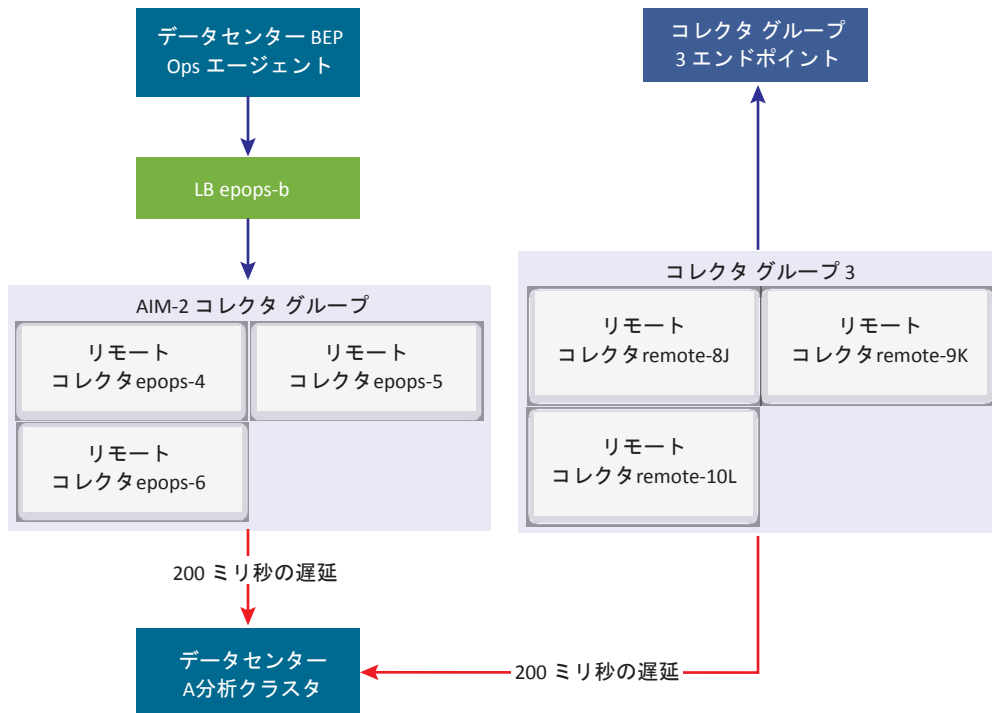 データセンター BEP
Ops エージェント
LB epops-b
AIM-2 コレクタ グループ
リモート
コレクタepops-4
リモート
コレクタepops-5
リモート
コレクタepops-6
200 ミリ秒の遅延
データセンター
A分析クラスタ
コレクタ グループ
3 エンドポイント
コレクタ グループ 3
リモート
コレクタremote-8J
リモート
コレクタremote-9K
リモート
コレクタremote-10L
200 ミリ秒の遅延